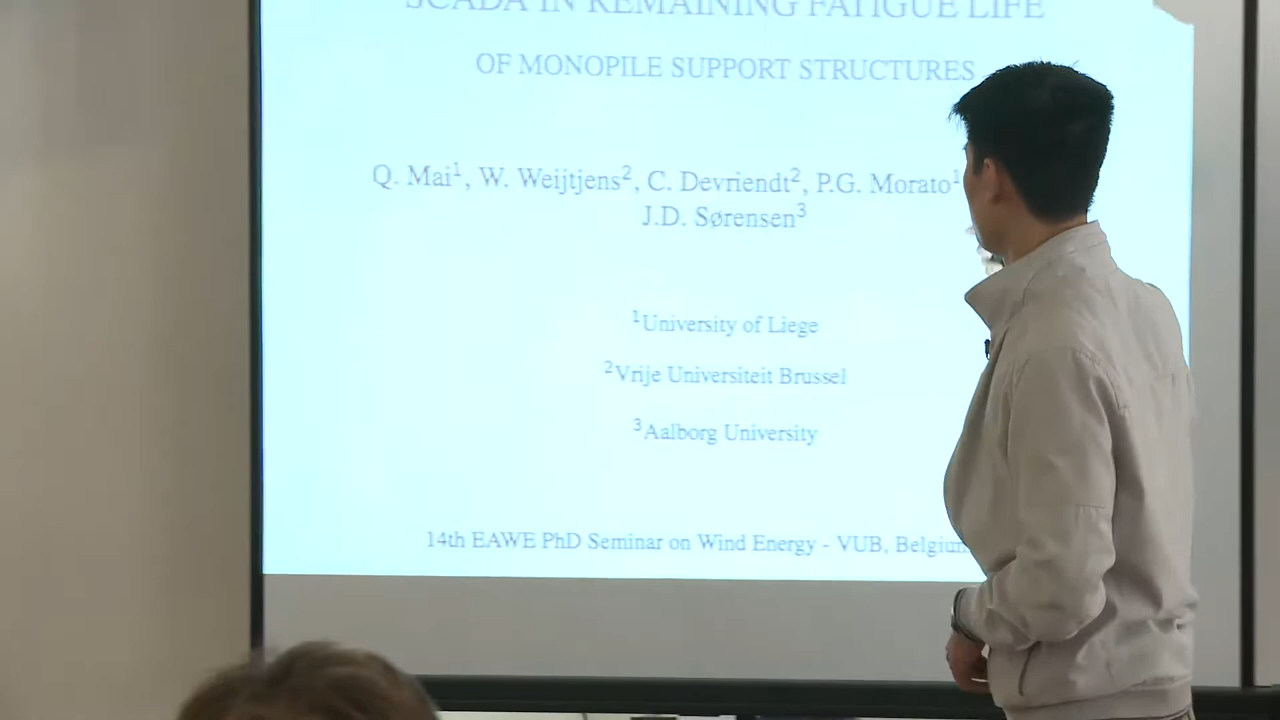 SCADA IN REMAINING FATIGUE LIFE
OF MONOPILE SUPPORT STRUCTURES
Q. Mai¹, W. Weijtjens², C. Devriendt², P.G. Morato¹
J.D. Sørensen³
¹University of Liege
²Vrije Universiteit Brussel
³Aalborg University
14th EAWE PhD Seminar on Wind Energy - VUB, Belgium